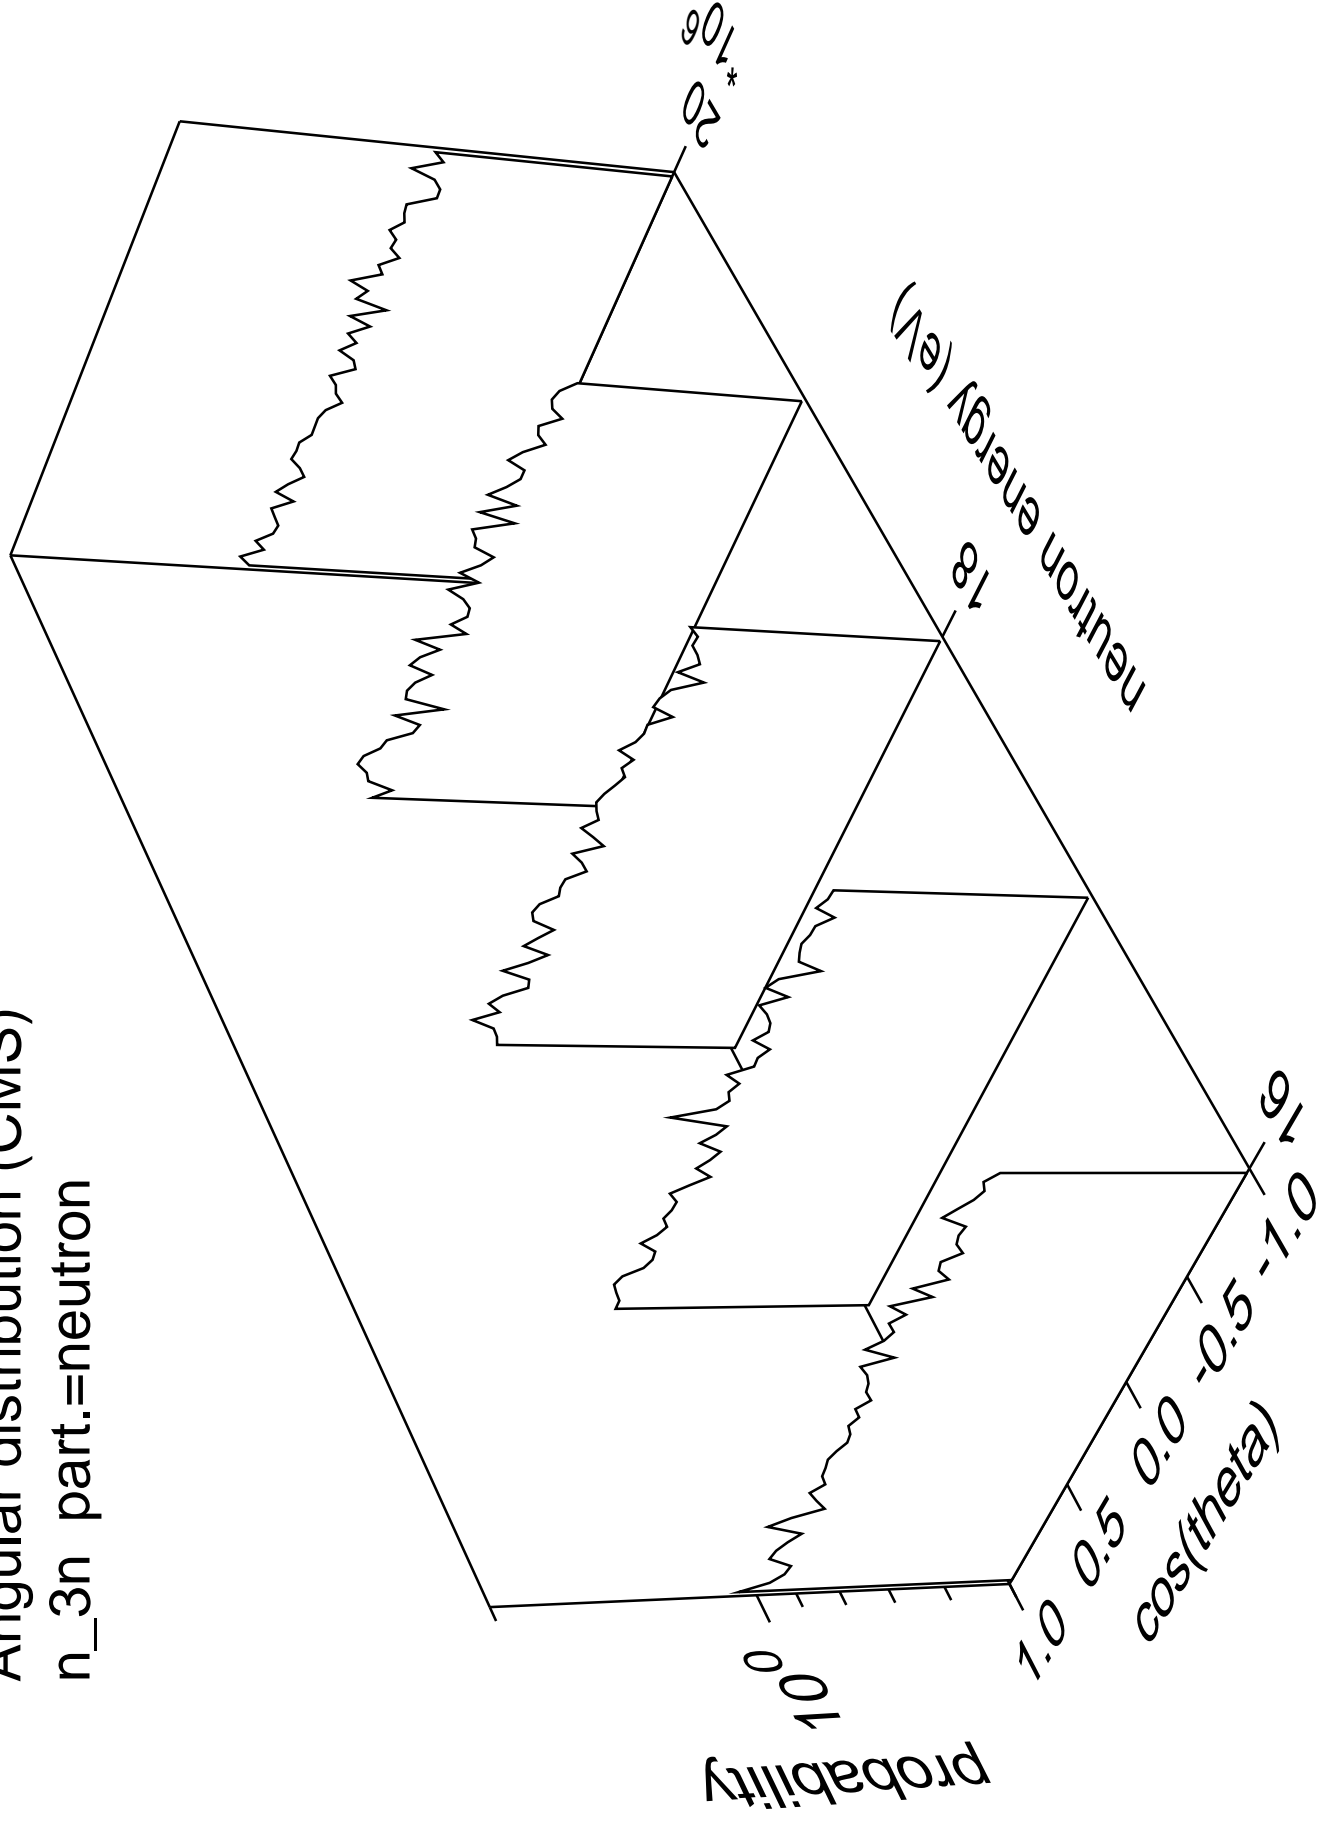 Angular distribution (CMS)
n_3n part.=neutron
probability
10^0
1.0 0.5 0.0 -0.5 -1.0
cos(theta)
16 18 20
*10^6
neutron energy (eV)